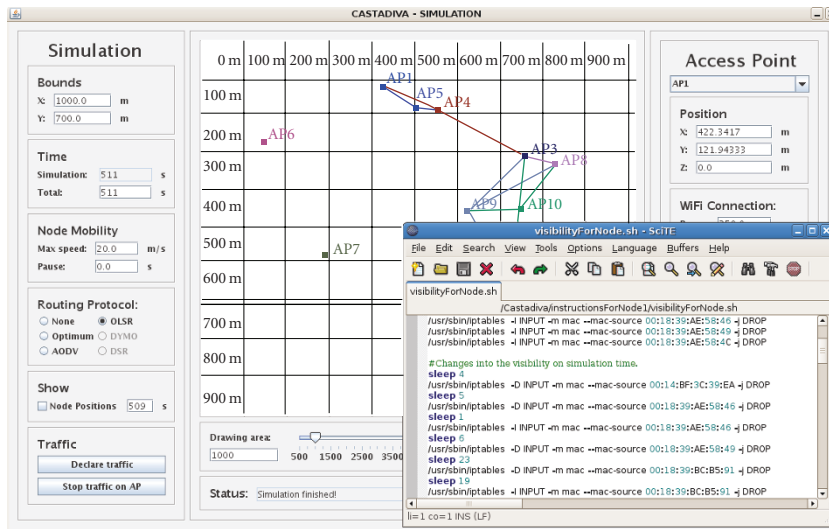 CASTADIVA - SIMULATION
Simulation
Bounds
X: 1000.0 m
Y: 700.0 m
Time
Simulation: 511 s
Total: 511 s
Node Mobility
Max speed: 20.0 m/s
Pause: 0.0 s
Routing Protocol:
None OLSR
Optimum DYMO
AODV DSR
Show
Node Positions 509 s
Traffic
Declare traffic
Stop traffic on AP
0 m 100 m 200 m 300 m 400 m 500 m 600 m 700 m 800 m 900 m
100 m
200 m
300 m
400 m
500 m
600 m
700 m
800 m
900 m
AP1
AP5
AP4
AP6
AP3
AP8
AP9
AP10
AP7
Drawing area:
1000
500 1500 2500 3500
Status: Simulation finished!
Access Point
AP1
Position
X: 422.3417 m
Y: 121.94333 m
Z: 0.0 m
WiFi Connection:
visibilityForNode.sh - SciTE
File Edit Search View Tools Options Language Buffers Help
visibilityForNode.sh
/Castadiva/instructionsForNode1/visibilityForNode.sh
/usr/sbin/iptables -I INPUT -m mac --mac-source 00:18:39:AE:58:46 -j DROP
/usr/sbin/iptables -I INPUT -m mac --mac-source 00:18:39:AE:58:49 -j DROP
/usr/sbin/iptables -I INPUT -m mac --mac-source 00:18:39:AE:58:4C -j DROP
#Changes into the visibility on simulation time.
sleep 4
/usr/sbin/iptables -D INPUT -m mac --mac-source 00:14:BF:3C:39:EA -j DROP
sleep 5
/usr/sbin/iptables -D INPUT -m mac --mac-source 00:18:39:AE:58:46 -j DROP
sleep 1
/usr/sbin/iptables -I INPUT -m mac --mac-source 00:18:39:AE:58:46 -j DROP
sleep 6
/usr/sbin/iptables -D INPUT -m mac --mac-source 00:18:39:AE:58:49 -j DROP
sleep 23
/usr/sbin/iptables -D INPUT -m mac --mac-source 00:18:39:BC:B5:91 -j DROP
sleep 19
/usr/sbin/iptables -I INPUT -m mac --mac-source 00:18:39:BC:B5:91 -j DROP
li=1 co=1 INS (LF)